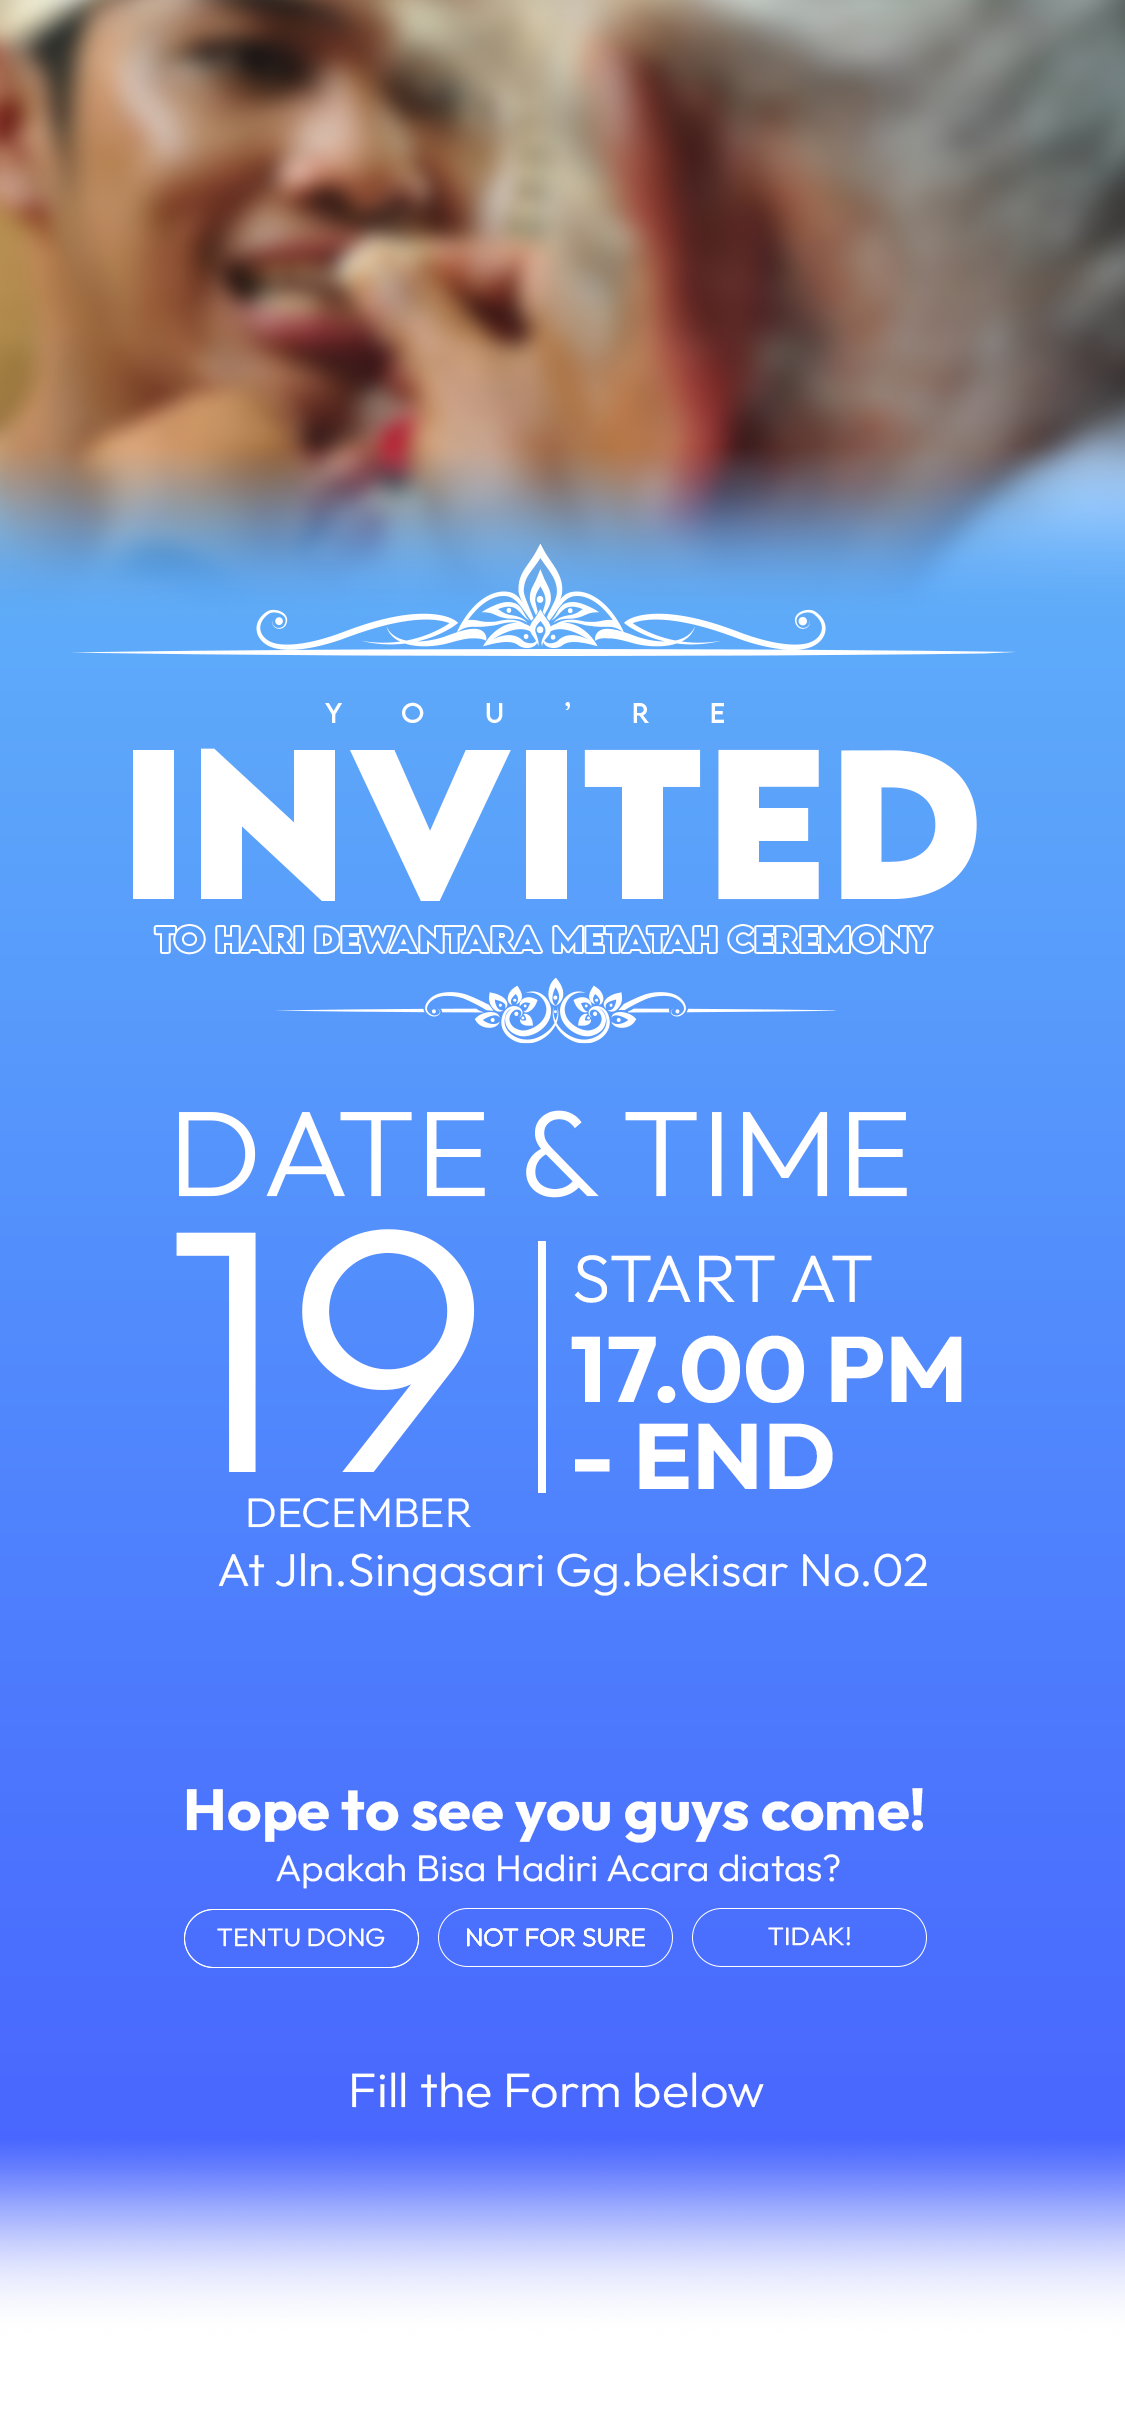 YOU'RE
INVITED
TO HARI DEWANTARA METATAH CEREMONY
DATE & TIME
19
DECEMBER
START AT
17.00 PM
- END
At Jln.Singasari Gg.bekisar No.02
Hope to see you guys come!
Apakah Bisa Hadiri Acara diatas?
TENTU DONG
NOT FOR SURE
TIDAK!
Fill the Form below